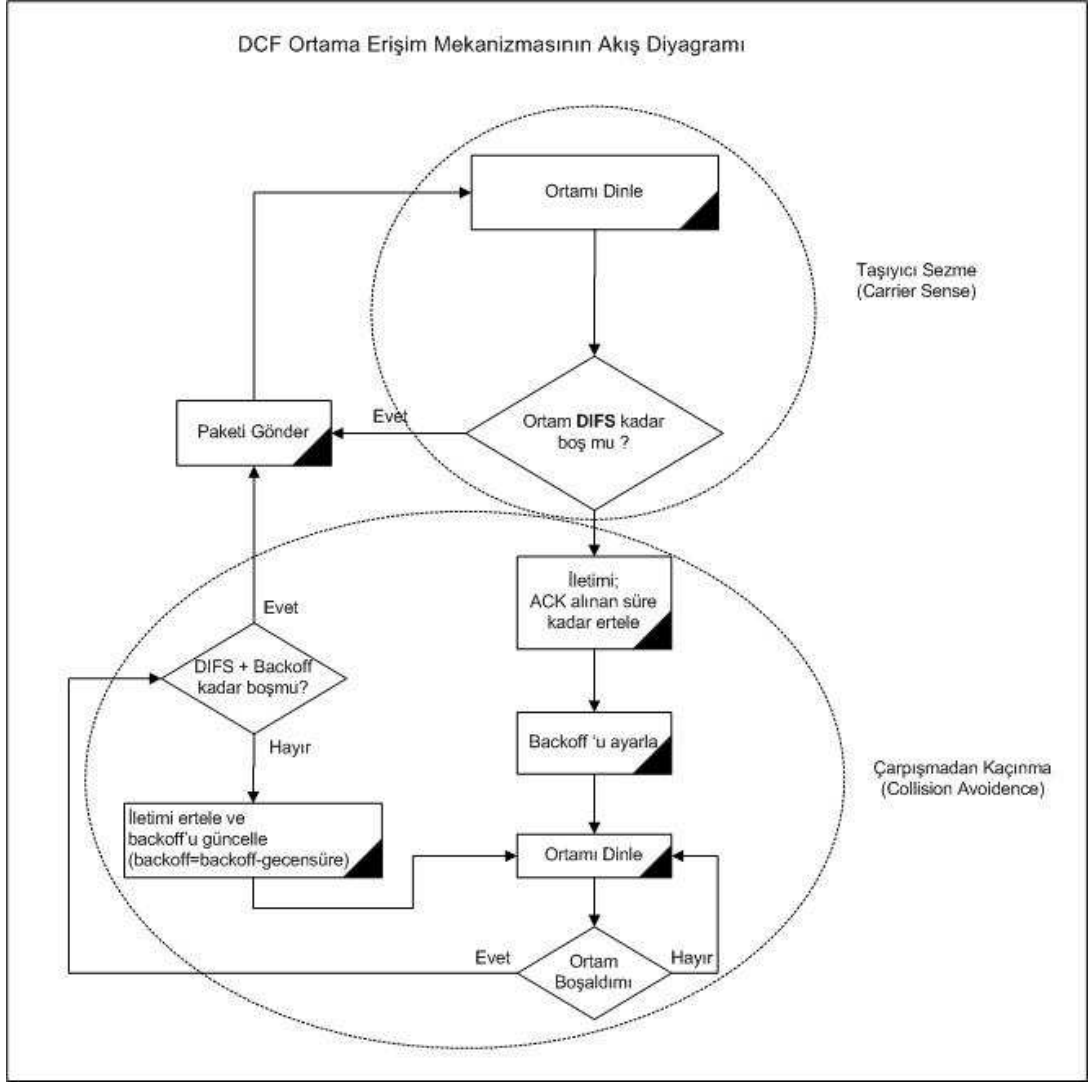 DCF Ortama Erişim Mekanizmasının Akış Diyagramı
Ortamı Dinle
Taşıyıcı Sezme
(Carrier Sense)
Evet
Ortam DIFS kadar
boş mu ?
Paketi Gönder
İletimi;
ACK alınan süre
kadar ertele
Evet
DIFS + Backoff
kadar boşmu?
Hayır
Backoff 'u ayarla
Çarpışmadan Kaçınma
(Collision Avoidence)
İletimi ertele ve
backoff'u güncelle
(backoff=backoff-gecensüre)
Ortamı Dinle
Evet
Ortam
Boşaldımı
Hayır